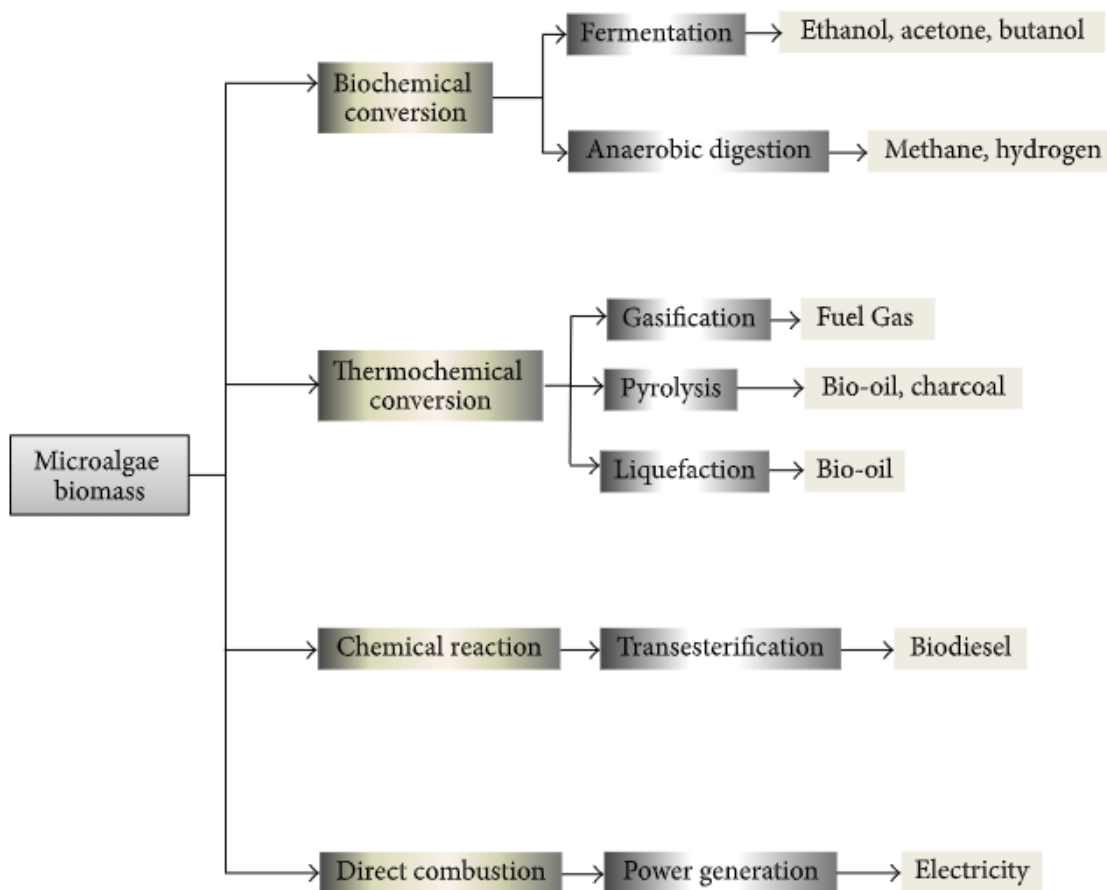 Fermentation
Ethanol, acetone, butanol
Biochemical
conversion
Anaerobic digestion
Methane, hydrogen
Gasification
Fuel Gas
Thermochemical
conversion
Pyrolysis
Bio-oil, charcoal
Liquefaction
Bio-oil
Microalgae
biomass
Chemical reaction
Transesterification
Biodiesel
Direct combustion
Power generation
Electricity